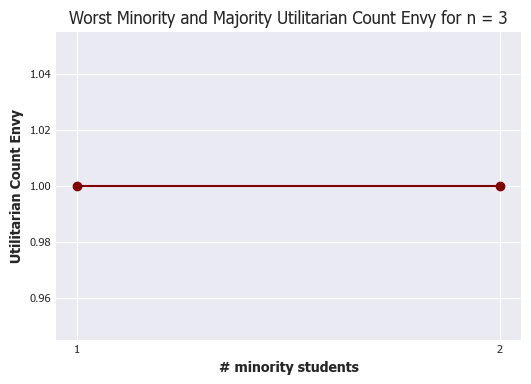 Worst Minority and Majority Utilitarian Count Envy for n = 3
1.04
1.02
1.00
0.98
0.96
Utilitarian Count Envy
1 2
# minority students